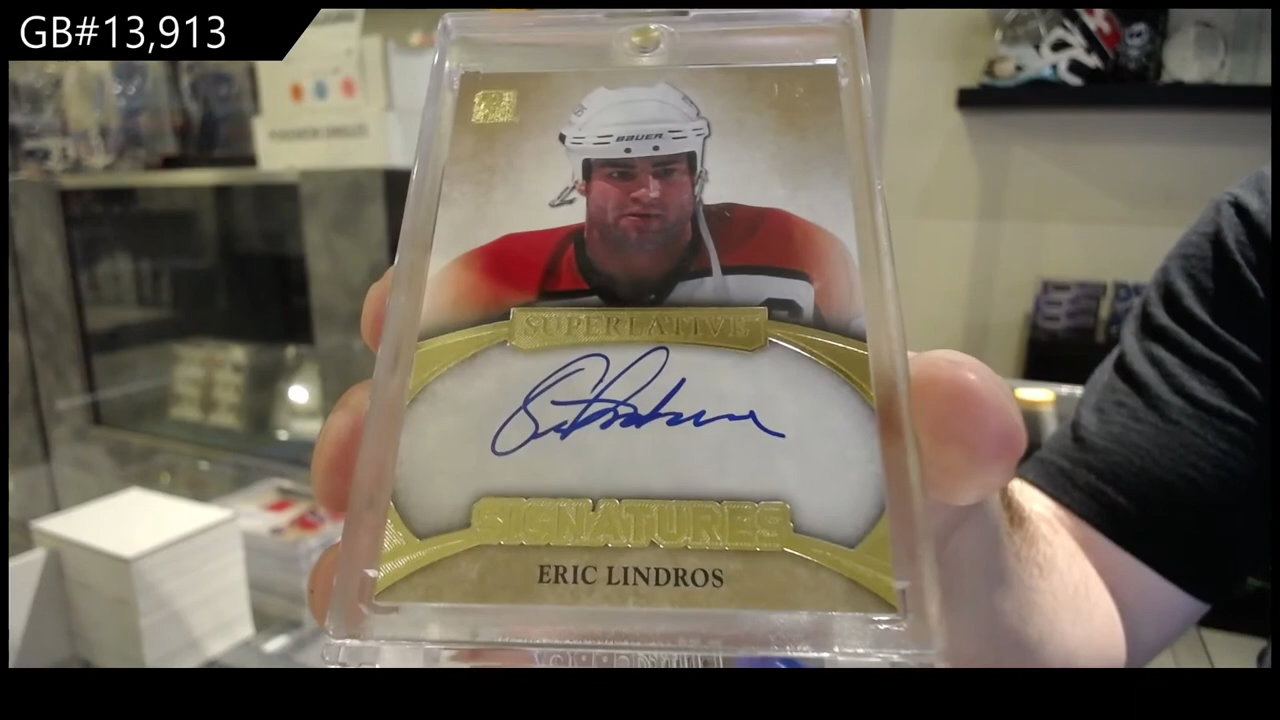 GB#13,913
BAUER
SUPERLATIVE
SIGNATURES
ERIC LINDROS